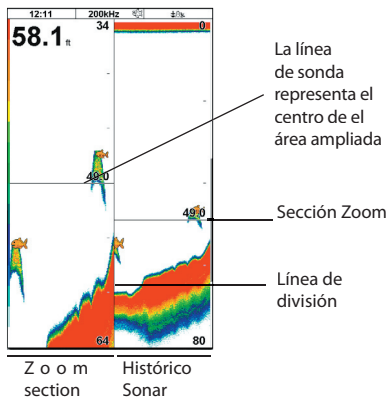 12:11 200kHz
58.1 ft
34
0
49.0
49.0
64
80
La línea
de sonda
representa el
centro de el
área ampliada
Sección Zoom
Línea de
división
Z o o m
section
Histórico
Sonar